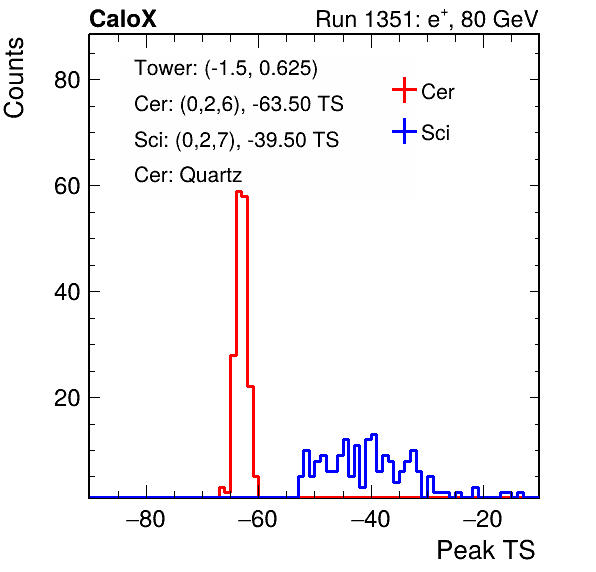 CaloX Run 1351: e⁺, 80 GeV
Counts
Tower: (-1.5, 0.625)
Cer: (0,2,6), -63.50 TS
Sci: (0,2,7), -39.50 TS
Cer: Quartz
Cer
Sci
80
60
40
20
−80 −60 −40 −20
Peak TS